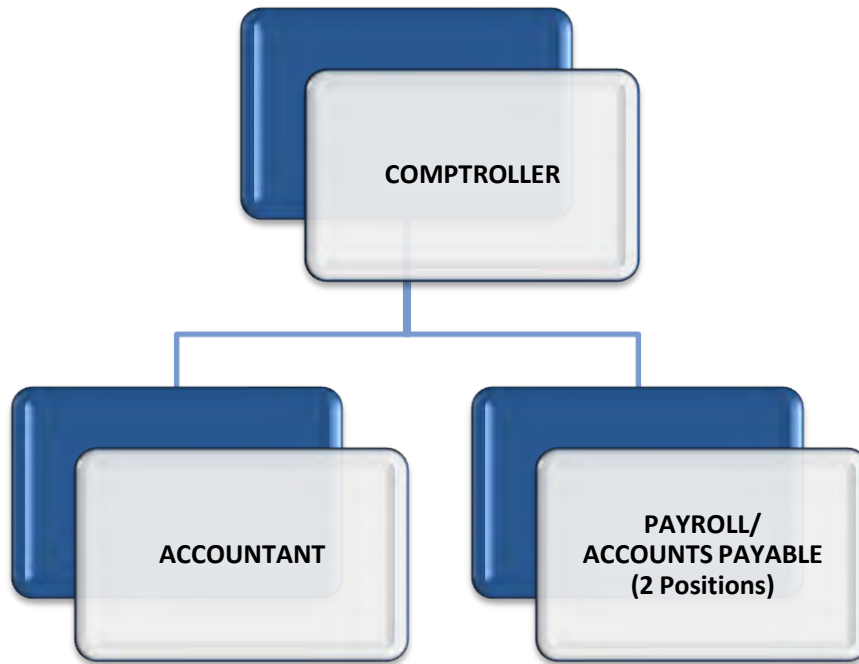 COMPTROLLER
ACCOUNTANT
PAYROLL/
ACCOUNTS PAYABLE
(2 Positions)